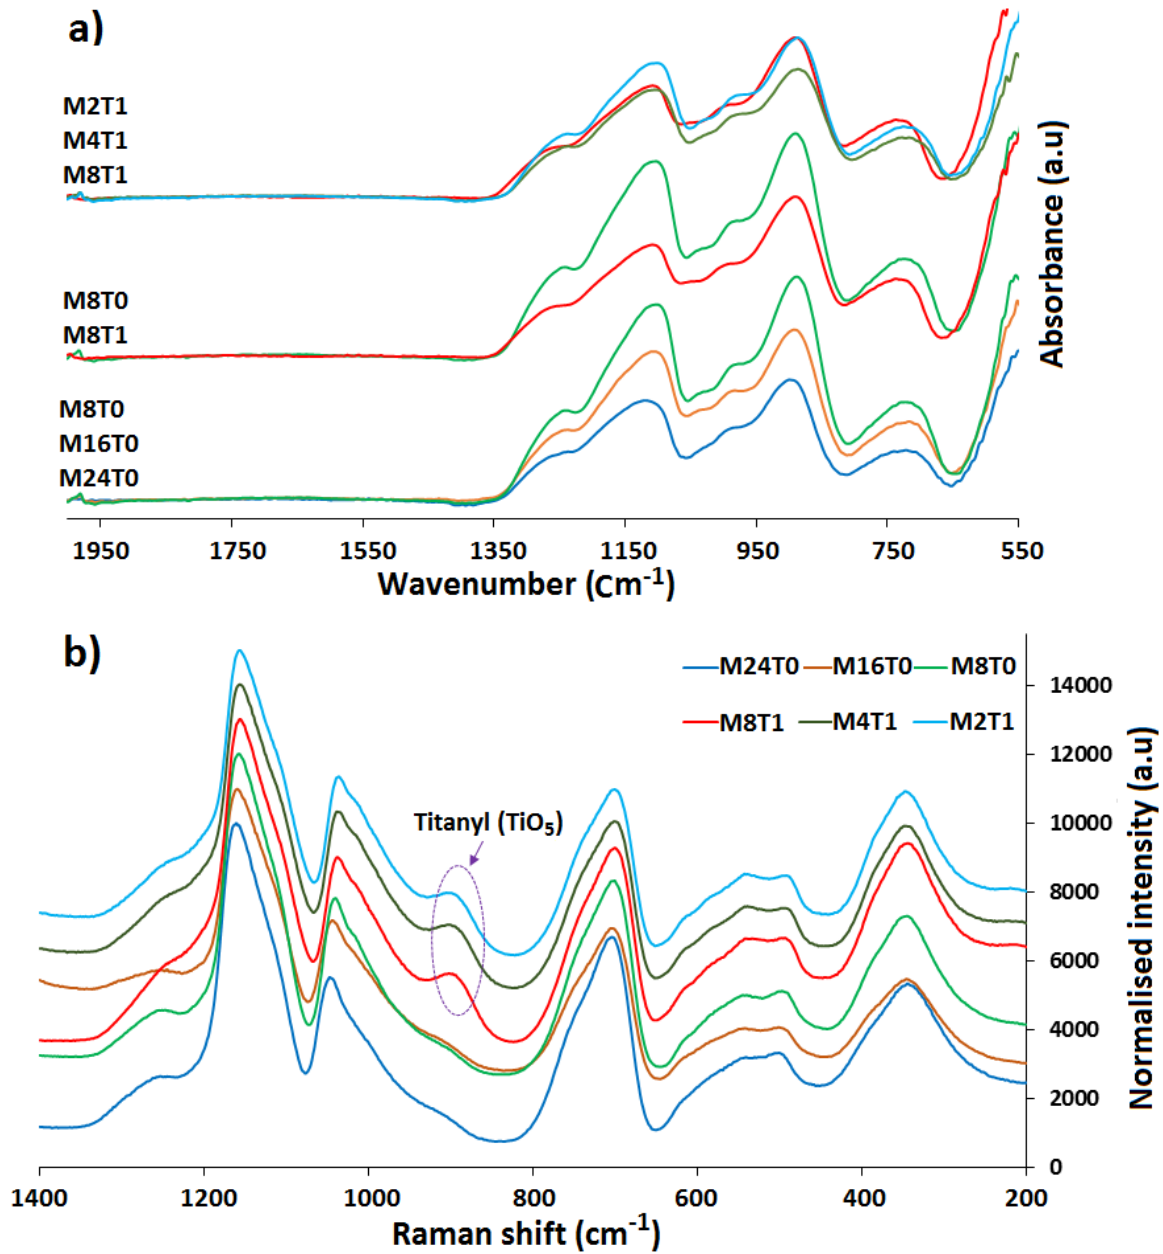 a)
M2T1
M4T1
M8T1
M8T0
M8T1
M8T0
M16T0
M24T0
Absorbance (a.u)
1950 1750 1550 1350 1150 950 750 550
Wavenumber (Cm⁻¹)
b)
M24T0 M16T0 M8T0
M8T1 M4T1 M2T1
Titanyl (TiO₅)
14000
12000
10000
8000
6000
4000
2000
0
Normalised intensity (a.u)
1400 1200 1000 800 600 400 200
Raman shift (cm⁻¹)